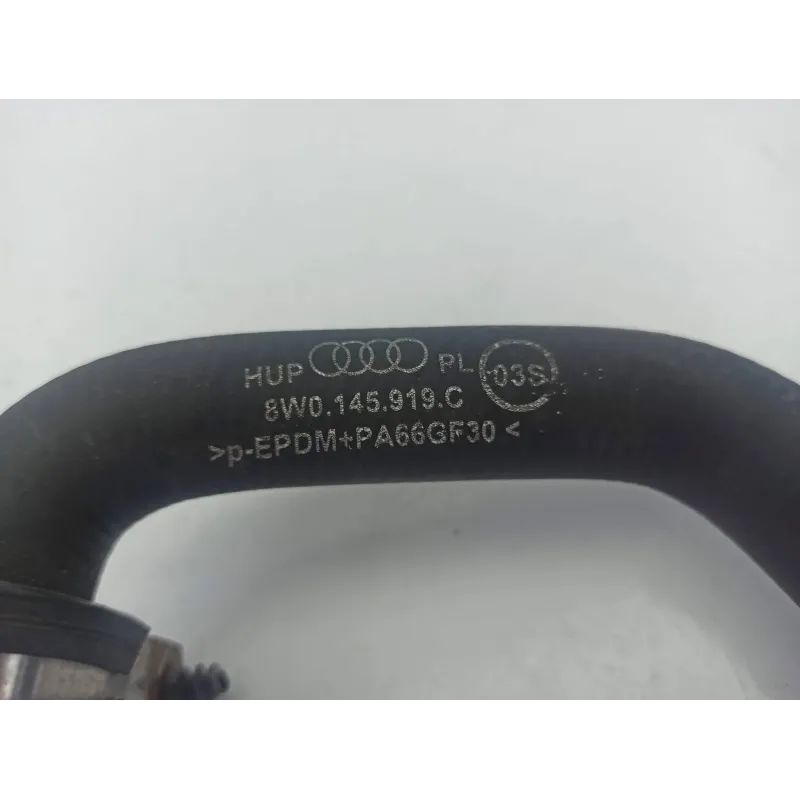 HUP PL 03S
8W0.145.919.C
>p-EPDM+PA66GF30<